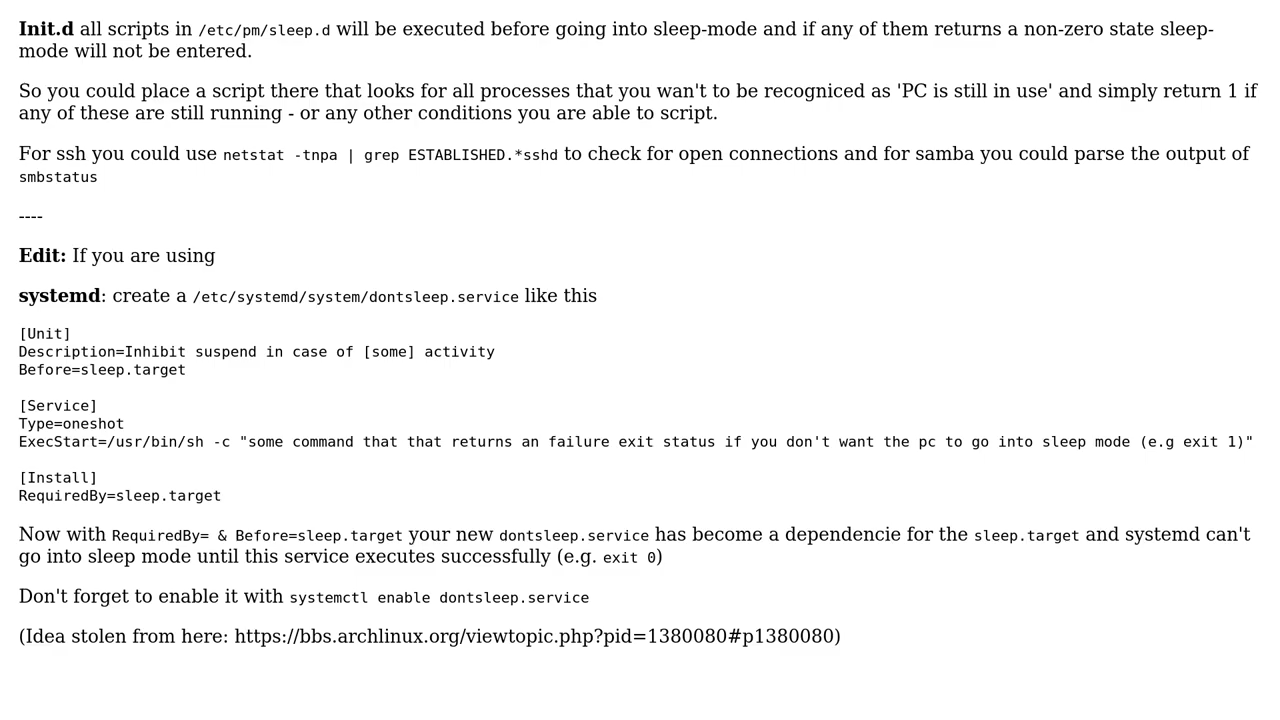 Init.d all scripts in /etc/pm/sleep.d will be executed before going into sleep-mode and if any of them returns a non-zero state sleep-
mode will not be entered.
So you could place a script there that looks for all processes that you wan't to be recogniced as 'PC is still in use' and simply return 1 if
any of these are still running - or any other conditions you are able to script.
For ssh you could use netstat -tnpa | grep ESTABLISHED.*sshd to check for open connections and for samba you could parse the output of
smbstatus
----
Edit: If you are using
systemd: create a /etc/systemd/system/dontsleep.service like this
[Unit]
Description=Inhibit suspend in case of [some] activity
Before=sleep.target
[Service]
Type=oneshot
ExecStart=/usr/bin/sh -c "some command that that returns an failure exit status if you don't want the pc to go into sleep mode (e.g exit 1)"
[Install]
RequiredBy=sleep.target
Now with RequiredBy= & Before=sleep.target your new dontsleep.service has become a dependencie for the sleep.target and systemd can't
go into sleep mode until this service executes successfully (e.g. exit 0)
Don't forget to enable it with systemctl enable dontsleep.service
(Idea stolen from here: https://bbs.archlinux.org/viewtopic.php?pid=1380080#p1380080)